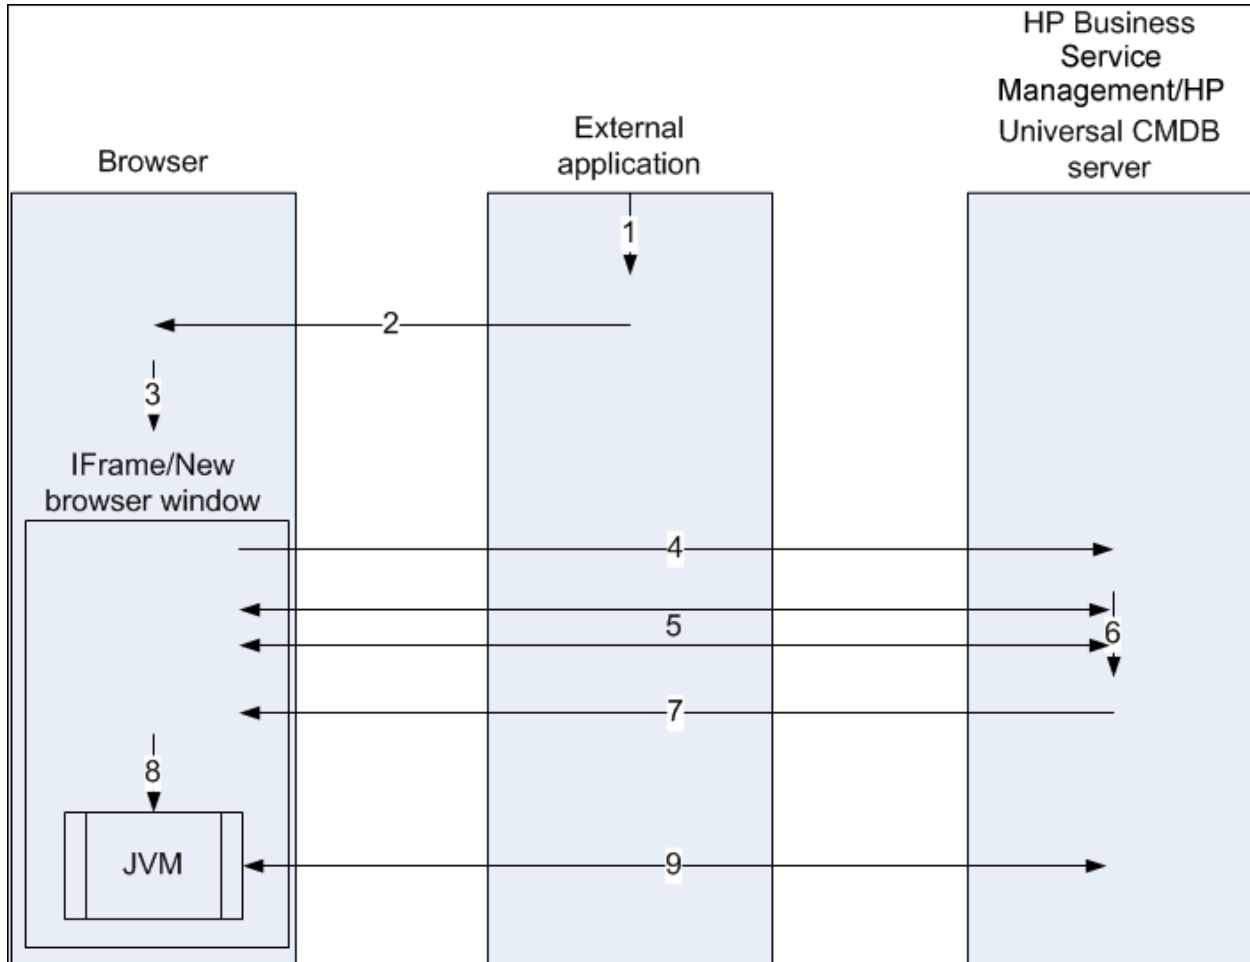 HP Business
Service
Management/HP
Universal CMDB
server
External
application
Browser
1
2
3
IFrame/New
browser window
4
5
6
7
8
JVM
9